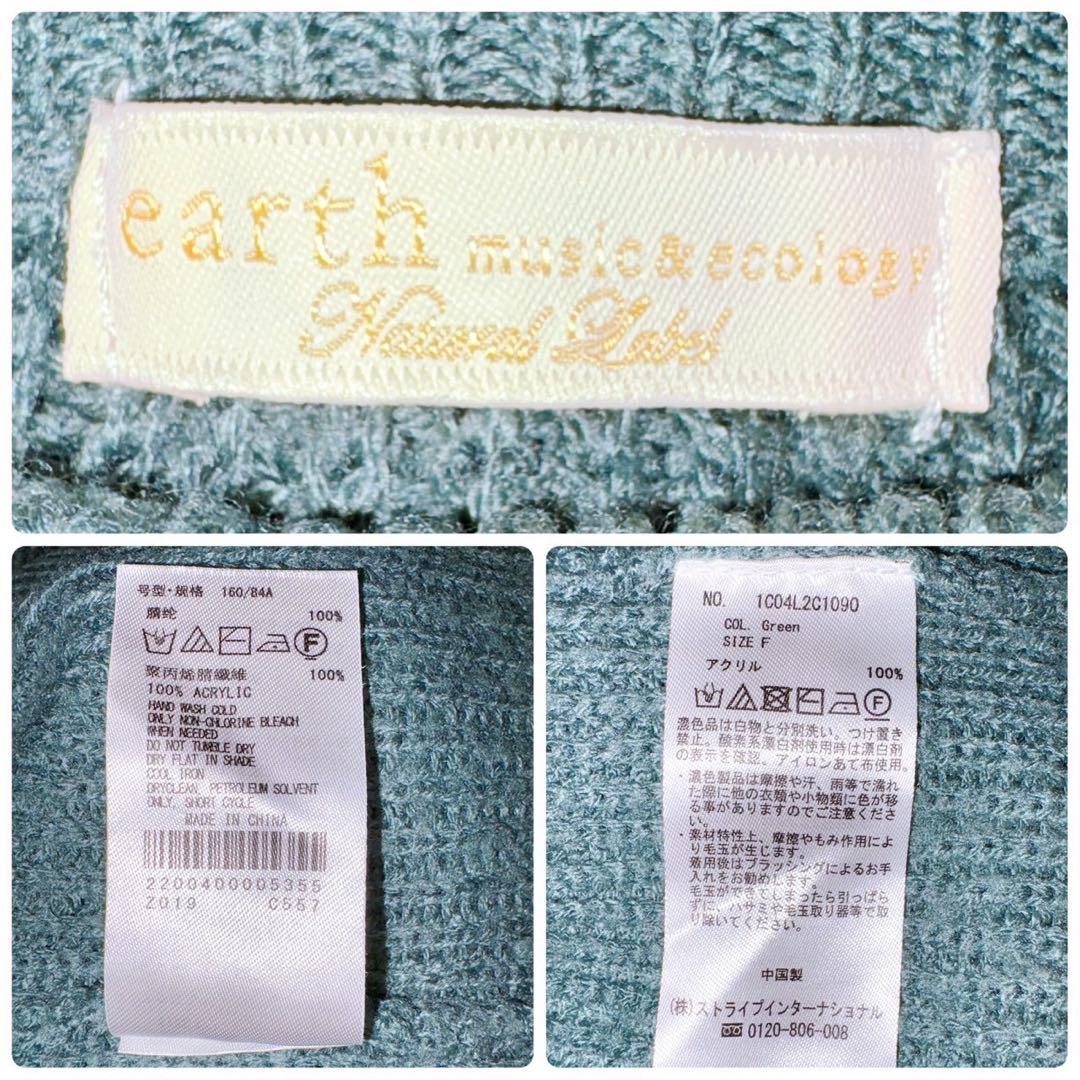 earth music&ecology
Natural Label
号型・规格 160/84A
腈纶 100%
聚丙烯腈纖維 100%
100% ACRYLIC
HAND WASH COLD
ONLY NON-CHLORINE BLEACH
WHEN NEEDED
DO NOT TUMBLE DRY
DRY FLAT IN SHADE
COOL IRON
DRYCLEAN, PETROLEUM SOLVENT
ONLY, SHORT CYCLE
MADE IN CHINA
2200400005355
Z019 C557
NO. 1C04L2C1090
COL. Green
SIZE F
アクリル 100%
濃色品は白物と分別洗い。つけ置き
禁止。酸素系漂白剤使用時は漂白剤
の表示を確認。アイロンあて布使用。
・濃色製品は摩擦や汗、雨等で濡れ
た際に他の衣類や小物類に色が移
る事がありますのでご注意くださ
い。
・素材特性上、摩擦やもみ作用によ
り毛玉が生じます。
着用後はブラッシングによるお手
入れをお勧めします。
毛玉ができてしまったら引っぱら
ずに、ハサミや毛玉取り器等で取
り除いてください。
中国製
(株)ストライプインターナショナル
0120-806-008